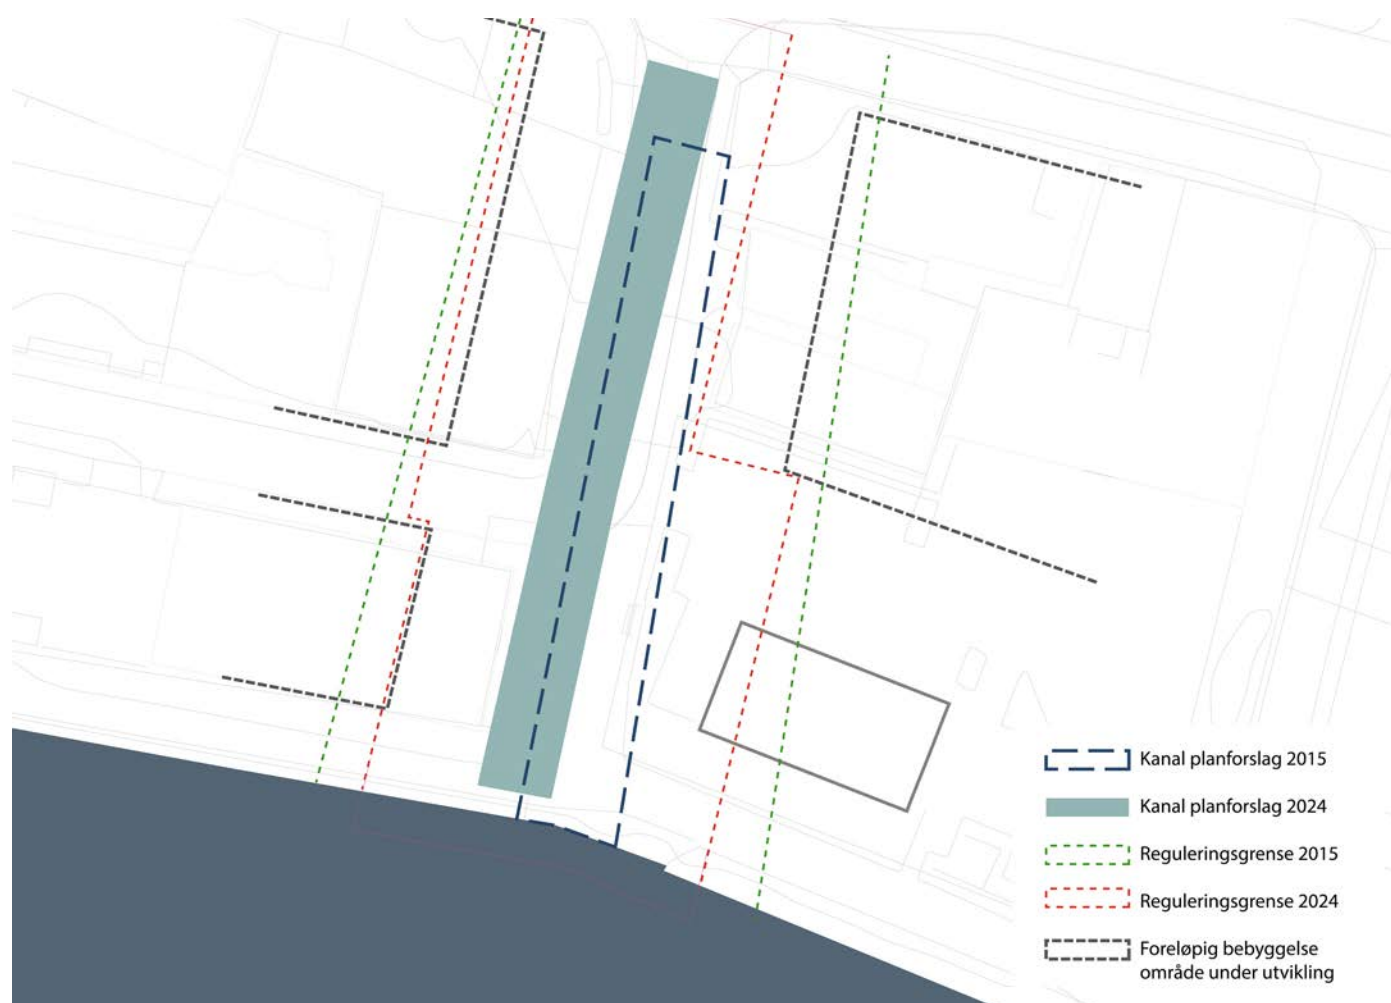 Kanal planforslag 2015
Kanal planforslag 2024
Reguleringsgrense 2015
Reguleringsgrense 2024
Foreløpig bebyggelse
område under utvikling